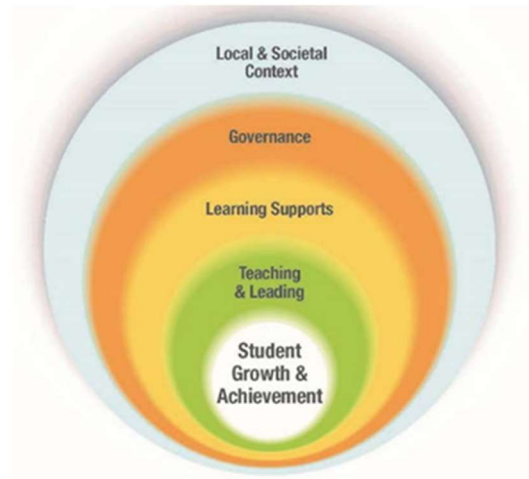 Local & Societal
Context
Governance
Learning Supports
Teaching
& Leading
Student
Growth &
Achievement